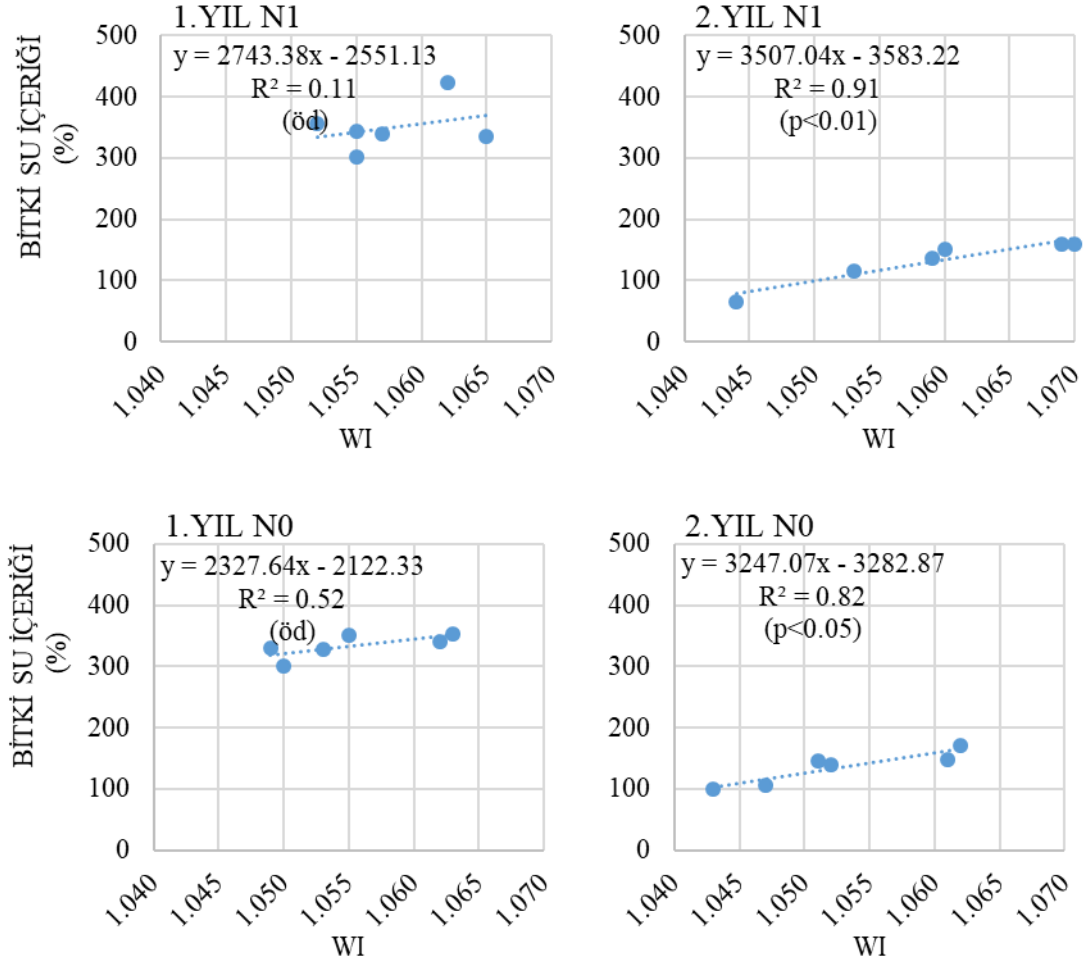 1.YIL N1
y = 2743.38x - 2551.13
R² = 0.11
(öd)
BİTKİ SU İÇERİĞİ
(%)
500
400
300
200
100
0
1.040
1.045
1.050
1.055
1.060
1.065
1.070
WI
2.YIL N1
y = 3507.04x - 3583.22
R² = 0.91
(p<0.01)
500
400
300
200
100
0
1.040
1.045
1.050
1.055
1.060
1.065
1.070
WI
1.YIL N0
y = 2327.64x - 2122.33
R² = 0.52
(öd)
BİTKİ SU İÇERİĞİ
(%)
500
400
300
200
100
0
1.040
1.045
1.050
1.055
1.060
1.065
1.070
WI
2.YIL N0
y = 3247.07x - 3282.87
R² = 0.82
(p<0.05)
500
400
300
200
100
0
1.040
1.045
1.050
1.055
1.060
1.065
1.070
WI